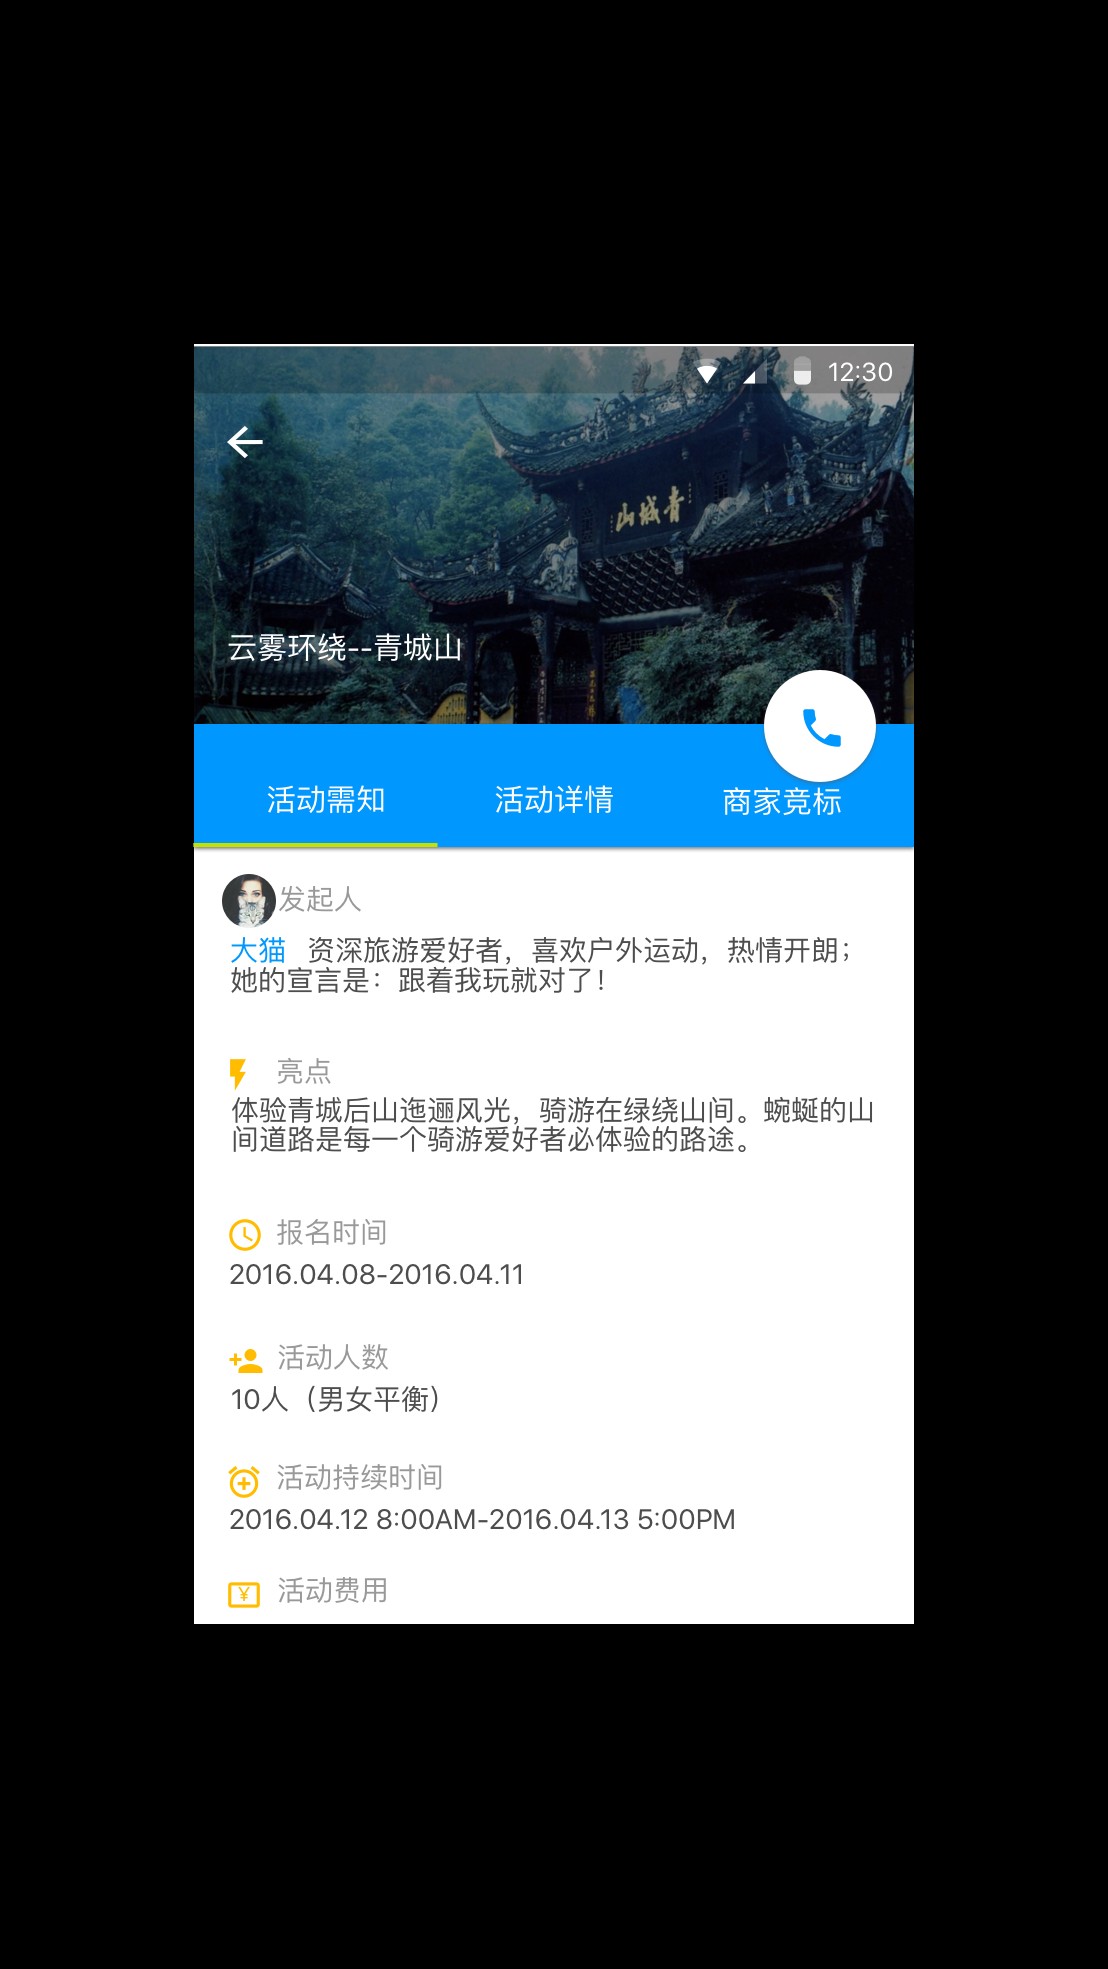 12:30
山城青
云雾环绕--青城山
活动需知
活动详情
商家竞标
发起人
大猫 资深旅游爱好者，喜欢户外运动，热情开朗；
她的宣言是：跟着我玩就对了！
亮点
体验青城后山迤逦风光，骑游在绿绕山间。蜿蜒的山
间道路是每一个骑游爱好者必体验的路途。
报名时间
2016.04.08-2016.04.11
活动人数
10人（男女平衡）
活动持续时间
2016.04.12 8:00AM-2016.04.13 5:00PM
¥ 活动费用